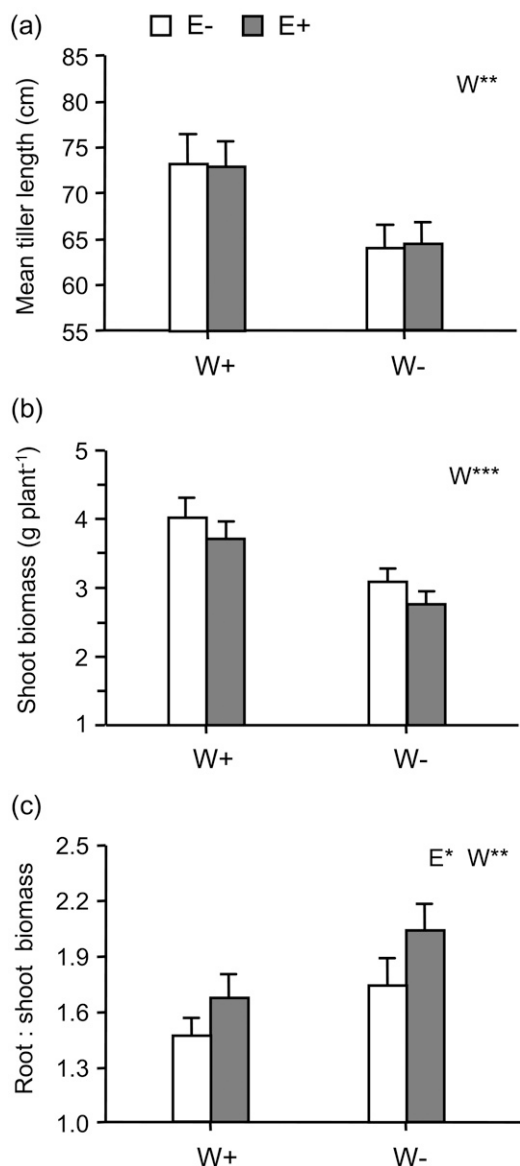 (a)
E- E+
Mean tiller length (cm)
85
80
75
70
65
60
55
W**
W+ W-
(b)
Shoot biomass (g plant⁻¹)
5
4
3
2
1
W***
W+ W-
(c)
Root : shoot biomass
2.5
2.2
1.9
1.6
1.3
1.0
E* W**
W+ W-